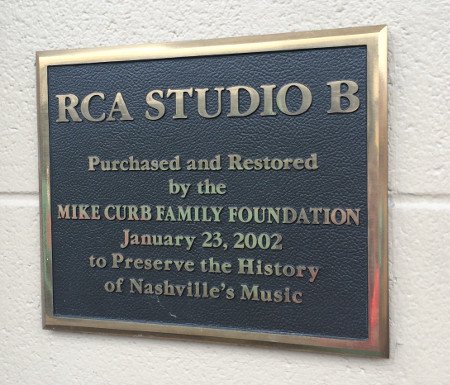 RCA STUDIO B
Purchased and Restored
by the
MIKE CURB FAMILY FOUNDATION
January 23, 2002
to Preserve the History
of Nashville's Music